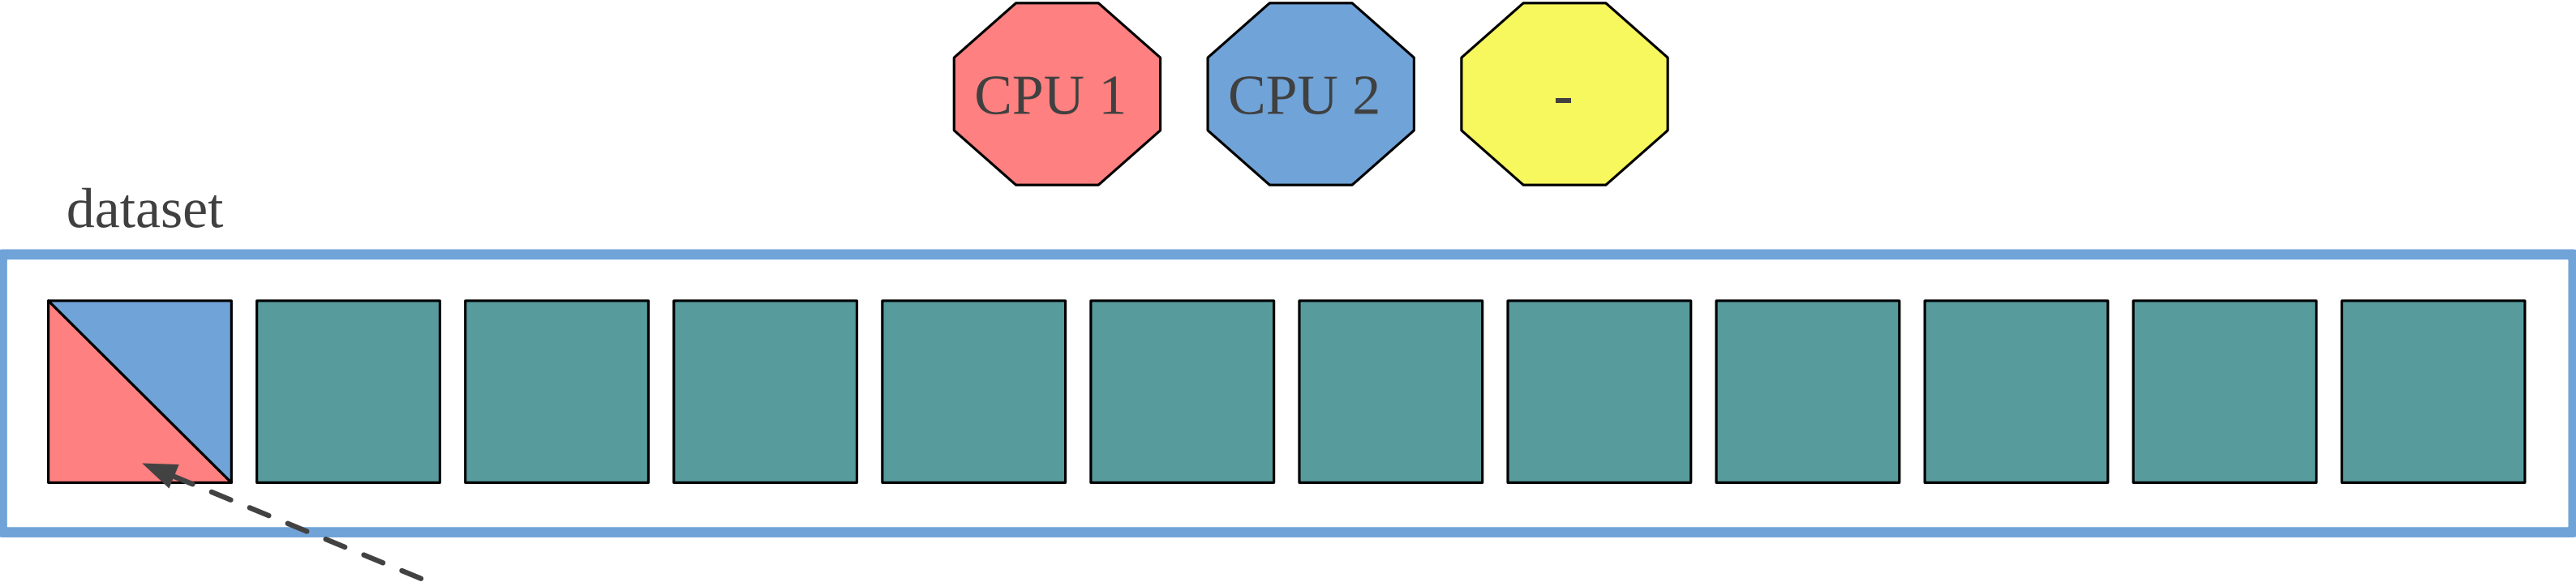 CPU 1
CPU 2
-
dataset